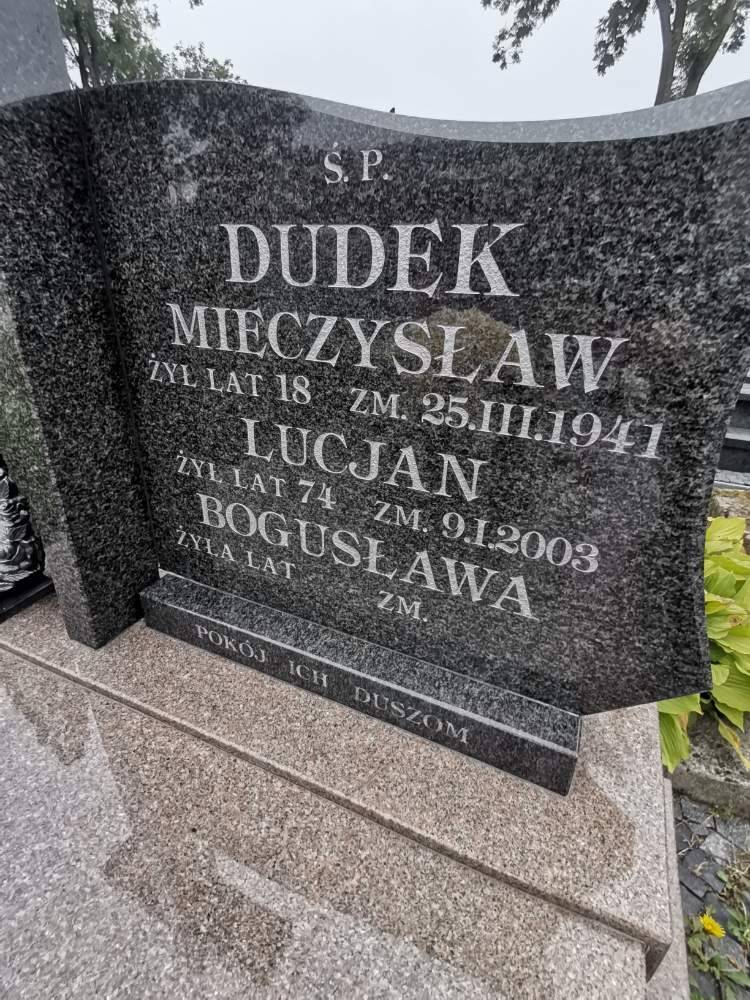 Ś. P.
DUDEK
MIECZYSŁAW
ŻYŁ LAT 18 ZM. 25.III.1941
LUCJAN
ŻYŁ LAT 74 ZM. 9.I.2003
BOGUSŁAWA
ŻYŁA LAT ZM.
POKÓJ ICH DUSZOM